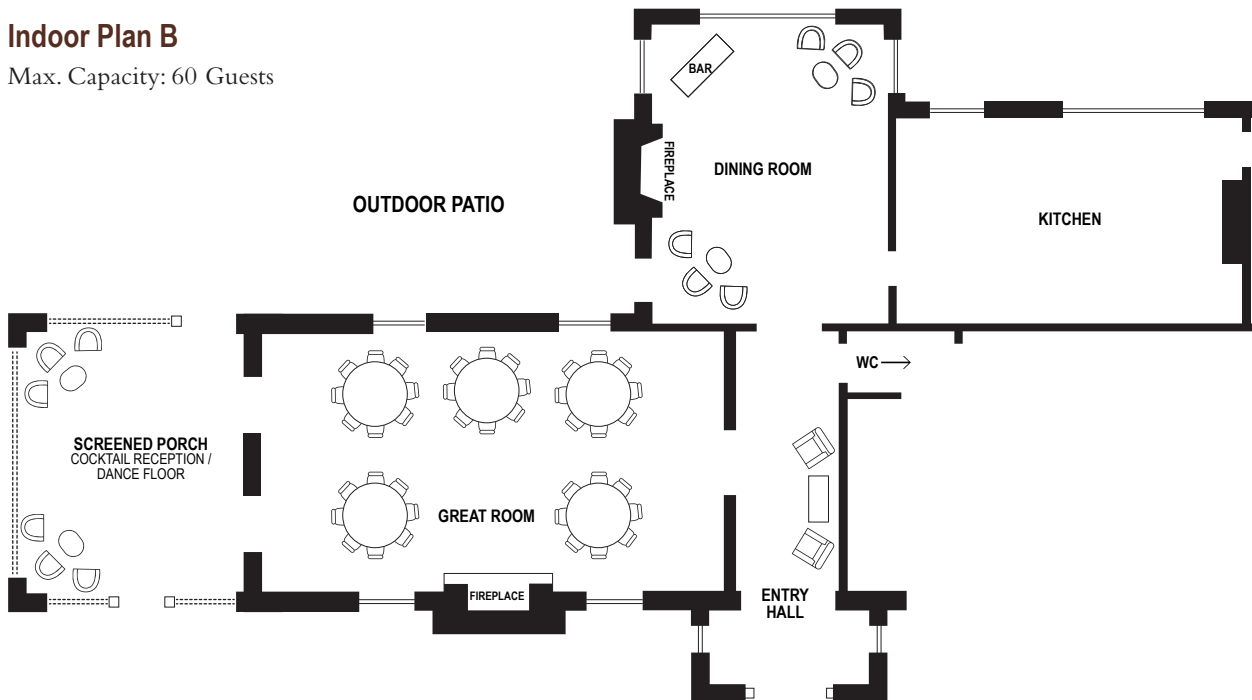 Indoor Plan B
Max. Capacity: 60 Guests
BAR
FIREPLACE
DINING ROOM
OUTDOOR PATIO
KITCHEN
WC
SCREENED PORCH
COCKTAIL RECEPTION /
DANCE FLOOR
GREAT ROOM
FIREPLACE
ENTRY
HALL